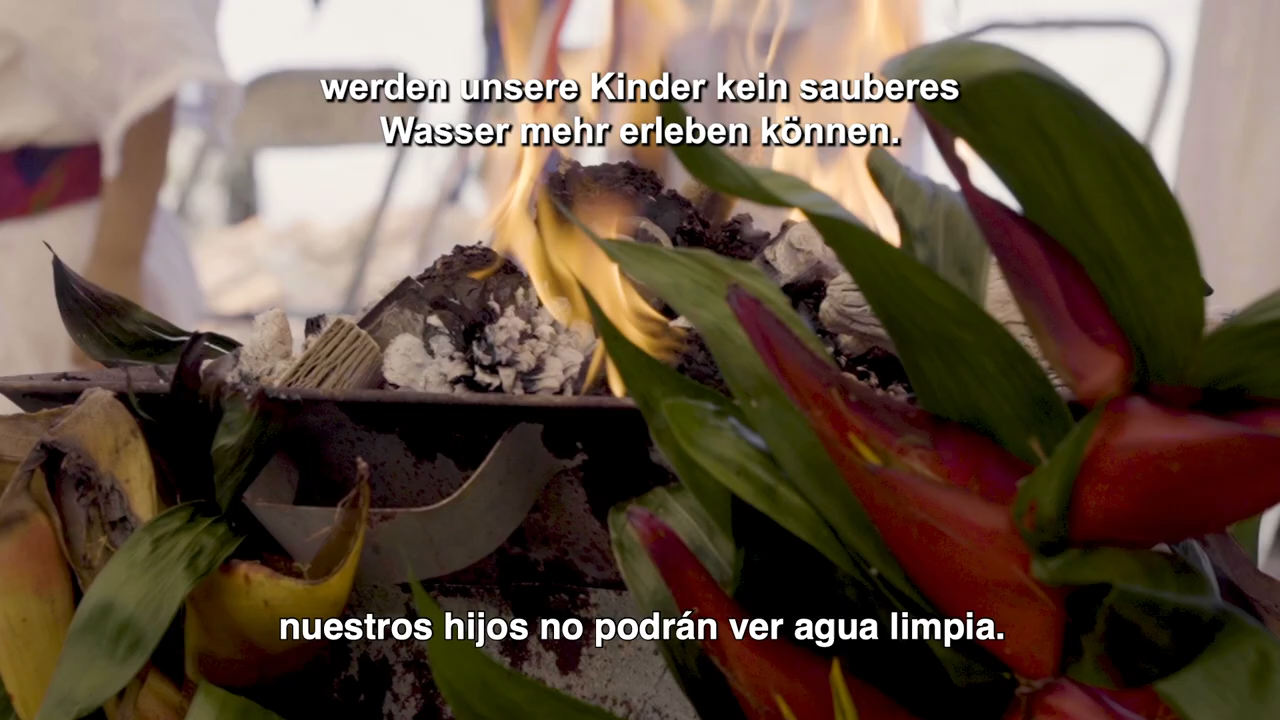 werden unsere Kinder kein sauberes
Wasser mehr erleben können.
nuestros hijos no podrán ver agua limpia.